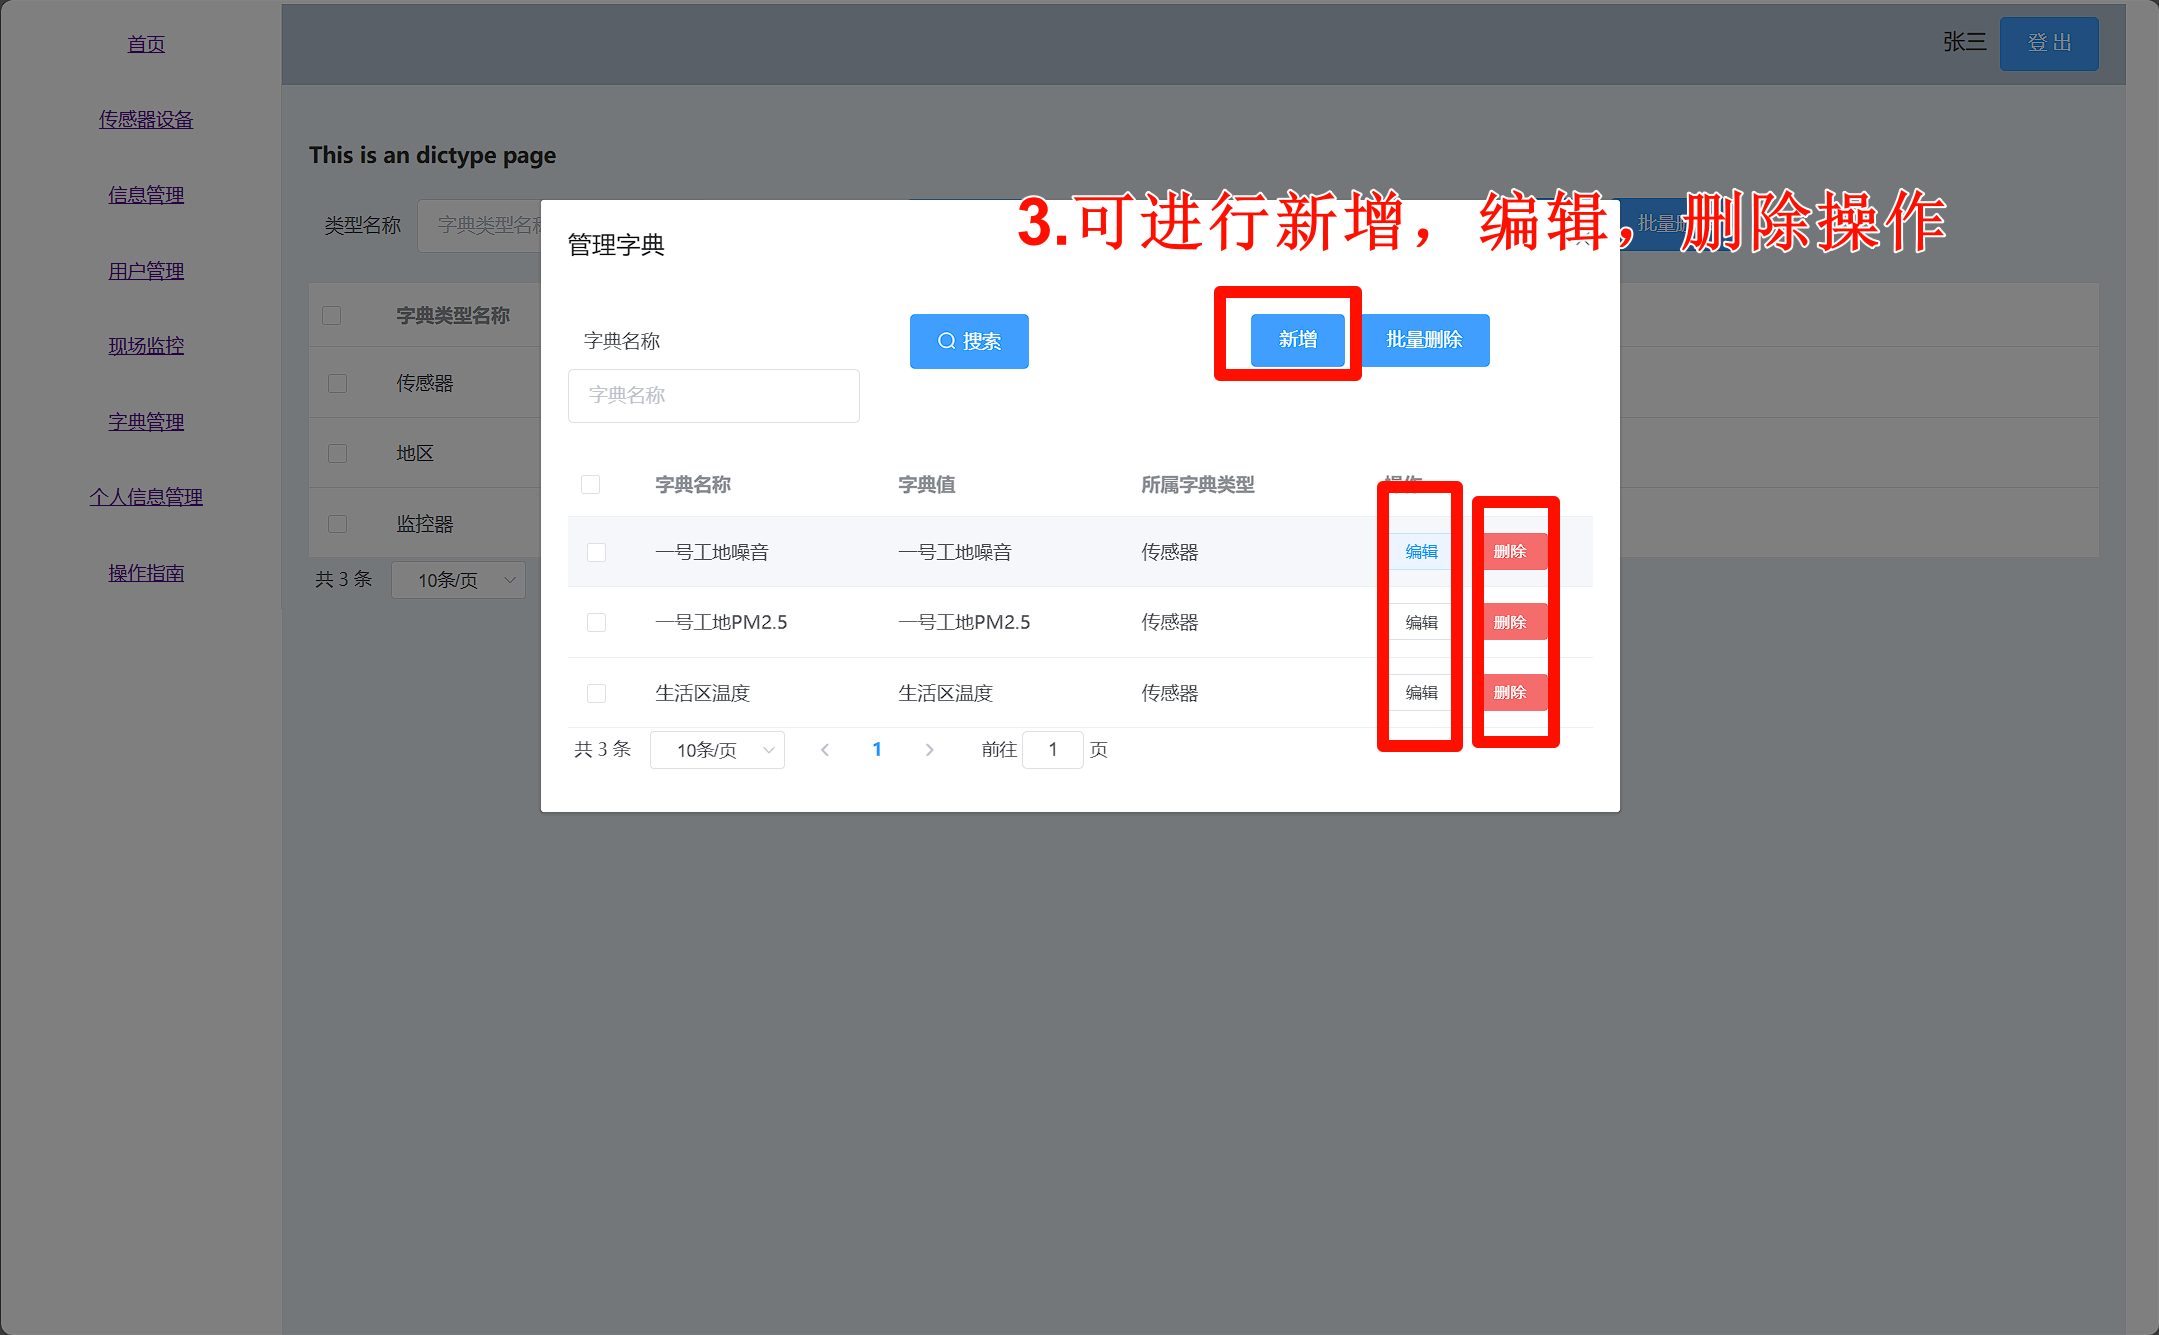 首页
传感器设备
信息管理
用户管理
现场监控
字典管理
个人信息管理
操作指南
张三 登 出
This is an dictype page
3.可进行新增，编辑，删除操作
类型名称 字典类型名称 批量删
字典类型名称
传感器
地区
监控器
共 3 条 10条/页
管理字典
字典名称 搜索 新增 批量删除
字典名称
字典名称 字典值 所属字典类型 操作
一号工地噪音 一号工地噪音 传感器 编辑 删除
一号工地PM2.5 一号工地PM2.5 传感器 编辑 删除
生活区温度 生活区温度 传感器 编辑 删除
共 3 条 10条/页 1 前往 1 页